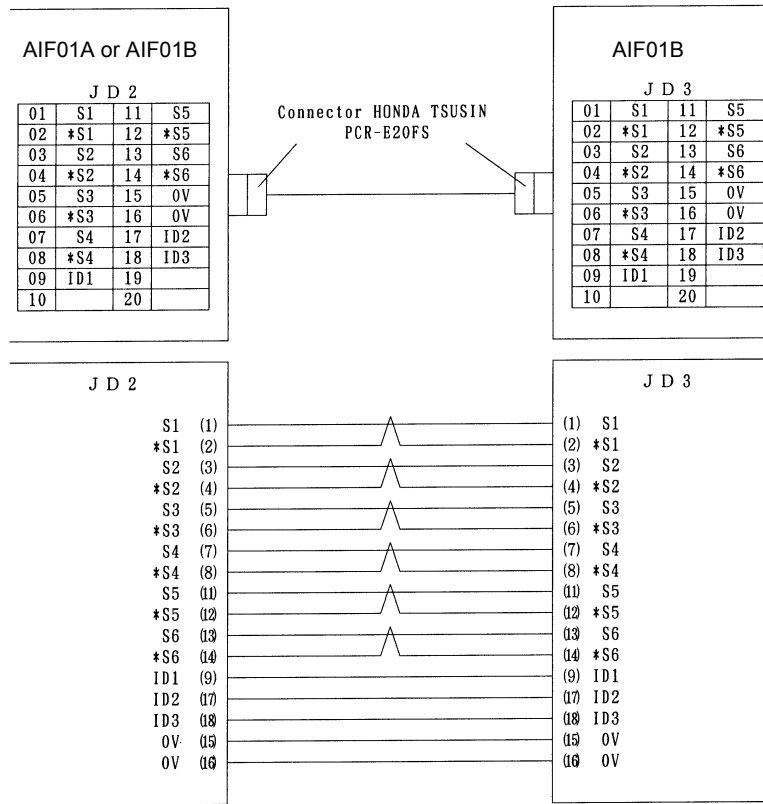 AIF01A or AIF01B
J D 2
01 S1 11 S5
02 *S1 12 *S5
03 S2 13 S6
04 *S2 14 *S6
05 S3 15 0V
06 *S3 16 0V
07 S4 17 ID2
08 *S4 18 ID3
09 ID1 19
10 20
Connector HONDA TSUSIN
PCR-E20FS
AIF01B
J D 3
01 S1 11 S5
02 *S1 12 *S5
03 S2 13 S6
04 *S2 14 *S6
05 S3 15 0V
06 *S3 16 0V
07 S4 17 ID2
08 *S4 18 ID3
09 ID1 19
10 20
J D 2
J D 3
S1 (1) (1) S1
*S1 (2) (2) *S1
S2 (3) (3) S2
*S2 (4) (4) *S2
S3 (5) (5) S3
*S3 (6) (6) *S3
S4 (7) (7) S4
*S4 (8) (8) *S4
S5 (11) (11) S5
*S5 (12) (12) *S5
S6 (13) (13) S6
*S6 (14) (14) *S6
ID1 (9) (9) ID1
ID2 (17) (17) ID2
ID3 (18) (18) ID3
0V (15) (15) 0V
0V (16) (16) 0V